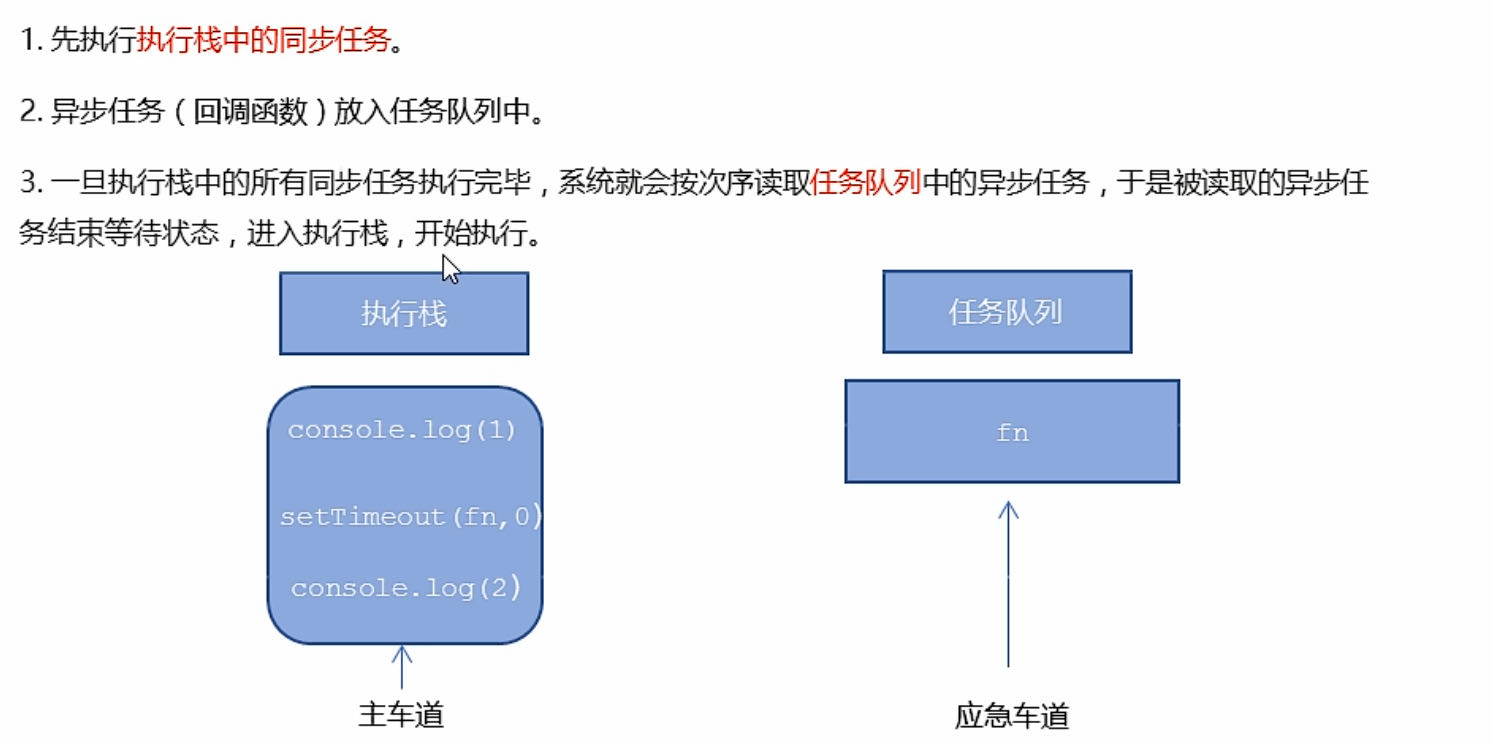 1. 先执行执行栈中的同步任务。
2. 异步任务（回调函数）放入任务队列中。
3. 一旦执行栈中的所有同步任务执行完毕，系统就会按次序读取任务队列中的异步任务，于是被读取的异步任
务结束等待状态，进入执行栈，开始执行。
执行栈
任务队列
console.log(1)
setTimeout(fn,0)
console.log(2)
fn
主车道
应急车道